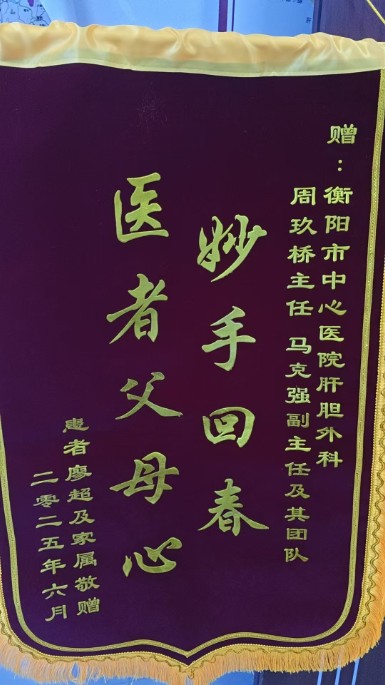 赠：衡阳市中心医院肝胆外科
周玖桥主任 马克强副主任及其团队
妙手回春
医者父母心
患者廖超及家属敬赠
二零二五年六月